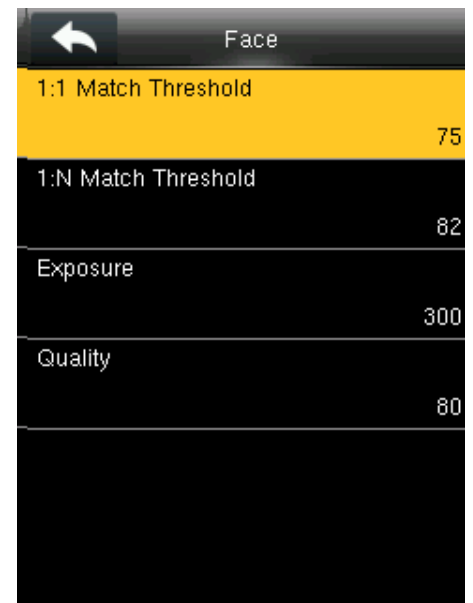 Face
1:1 Match Threshold
75
1:N Match Threshold
82
Exposure
300
Quality
80